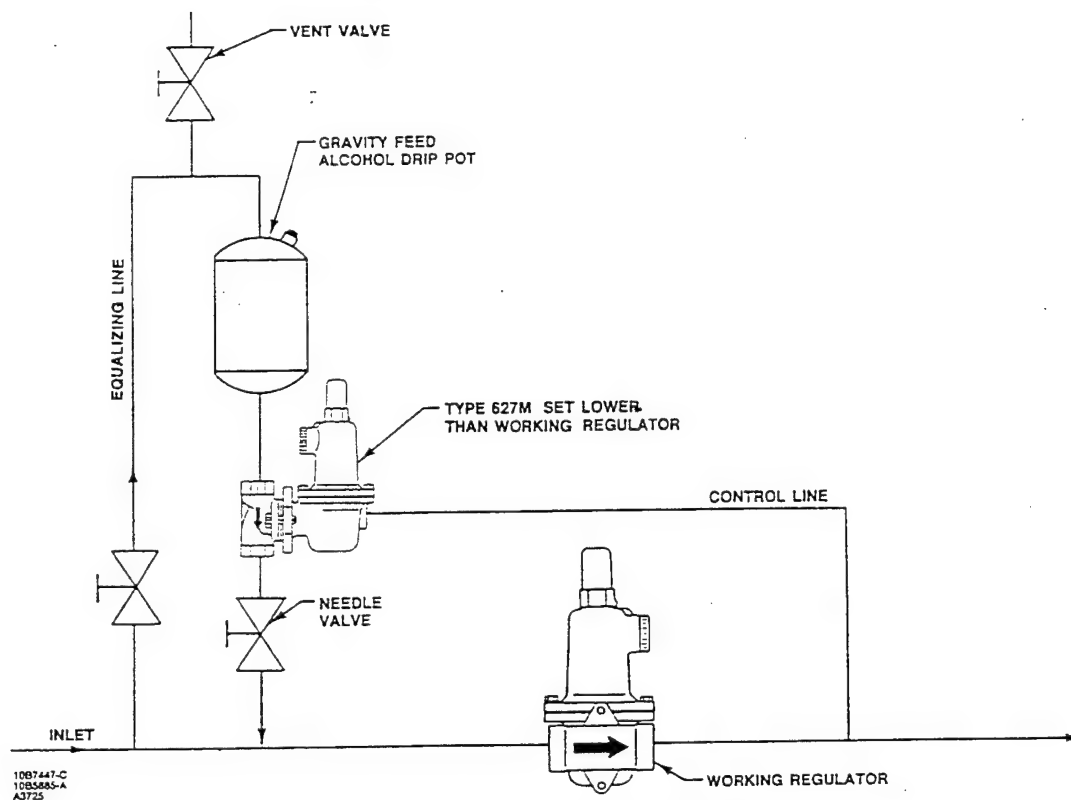 VENT VALVE
GRAVITY FEED
ALCOHOL DRIP POT
EQUALIZING LINE
TYPE 627M SET LOWER
THAN WORKING REGULATOR
CONTROL LINE
NEEDLE
VALVE
INLET
WORKING REGULATOR
10B7447-C
10B5885-A
A3725